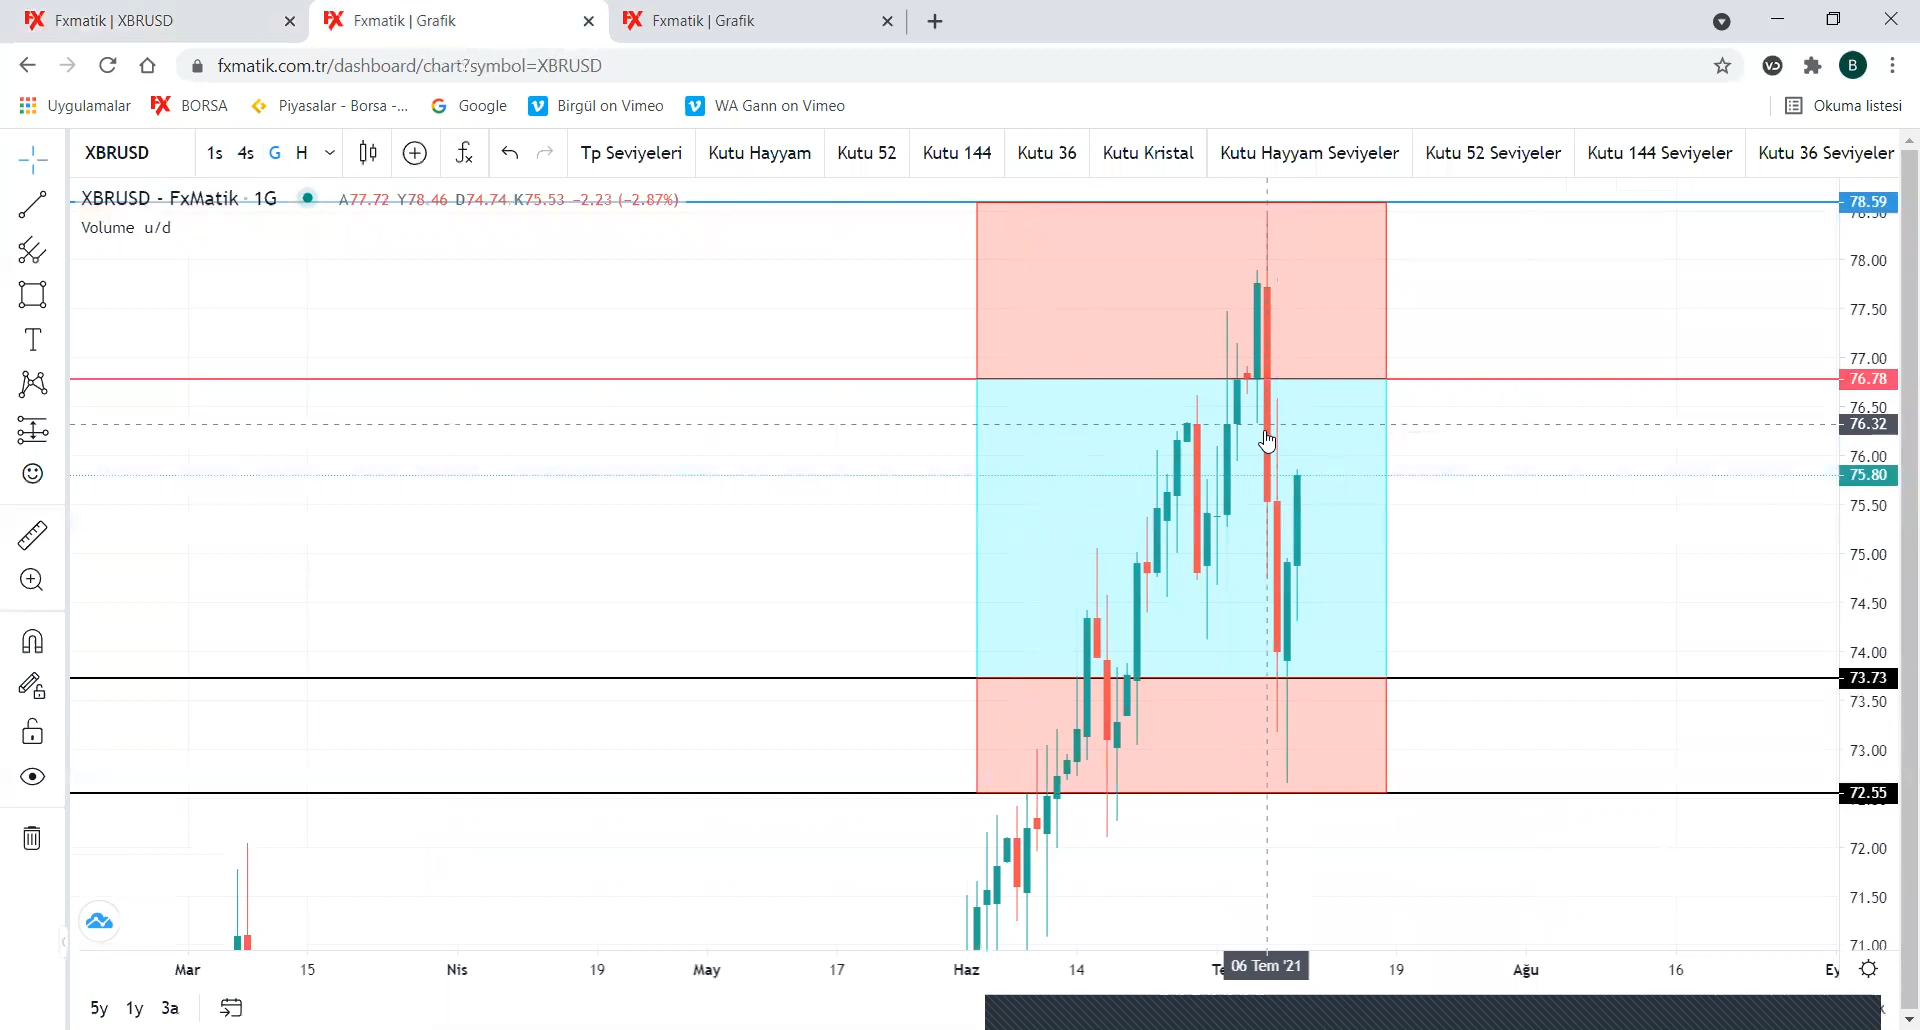 Fxmatik | XBRUSD
Fxmatik | Grafik
Fxmatik | Grafik
fxmatik.com.tr/dashboard/chart?symbol=XBRUSD
B
Uygulamalar
BORSA
Piyasalar - Borsa -...
Google
Birgül on Vimeo
WA Gann on Vimeo
Okuma listesi
XBRUSD
1s 4s G H
Tp Seviyeleri
Kutu Hayyam
Kutu 52
Kutu 144
Kutu 36
Kutu Kristal
Kutu Hayyam Seviyeler
Kutu 52 Seviyeler
Kutu 144 Seviyeler
Kutu 36 Seviyeler
XBRUSD - FxMatik · 1G
A77.72 Y78.46 D74.74 K75.53 −2.23 (−2.87%)
Volume u/d
78.59
78.50
78.00
77.50
77.00
76.78
76.50
76.32
76.00
75.80
75.50
75.00
74.50
74.00
73.73
73.50
73.00
72.55
72.00
71.50
71.00
Mar 15 Nis 19 May 17 Haz 14 06 Tem '21 19 Ağu 16 Ey
5y 1y 3a